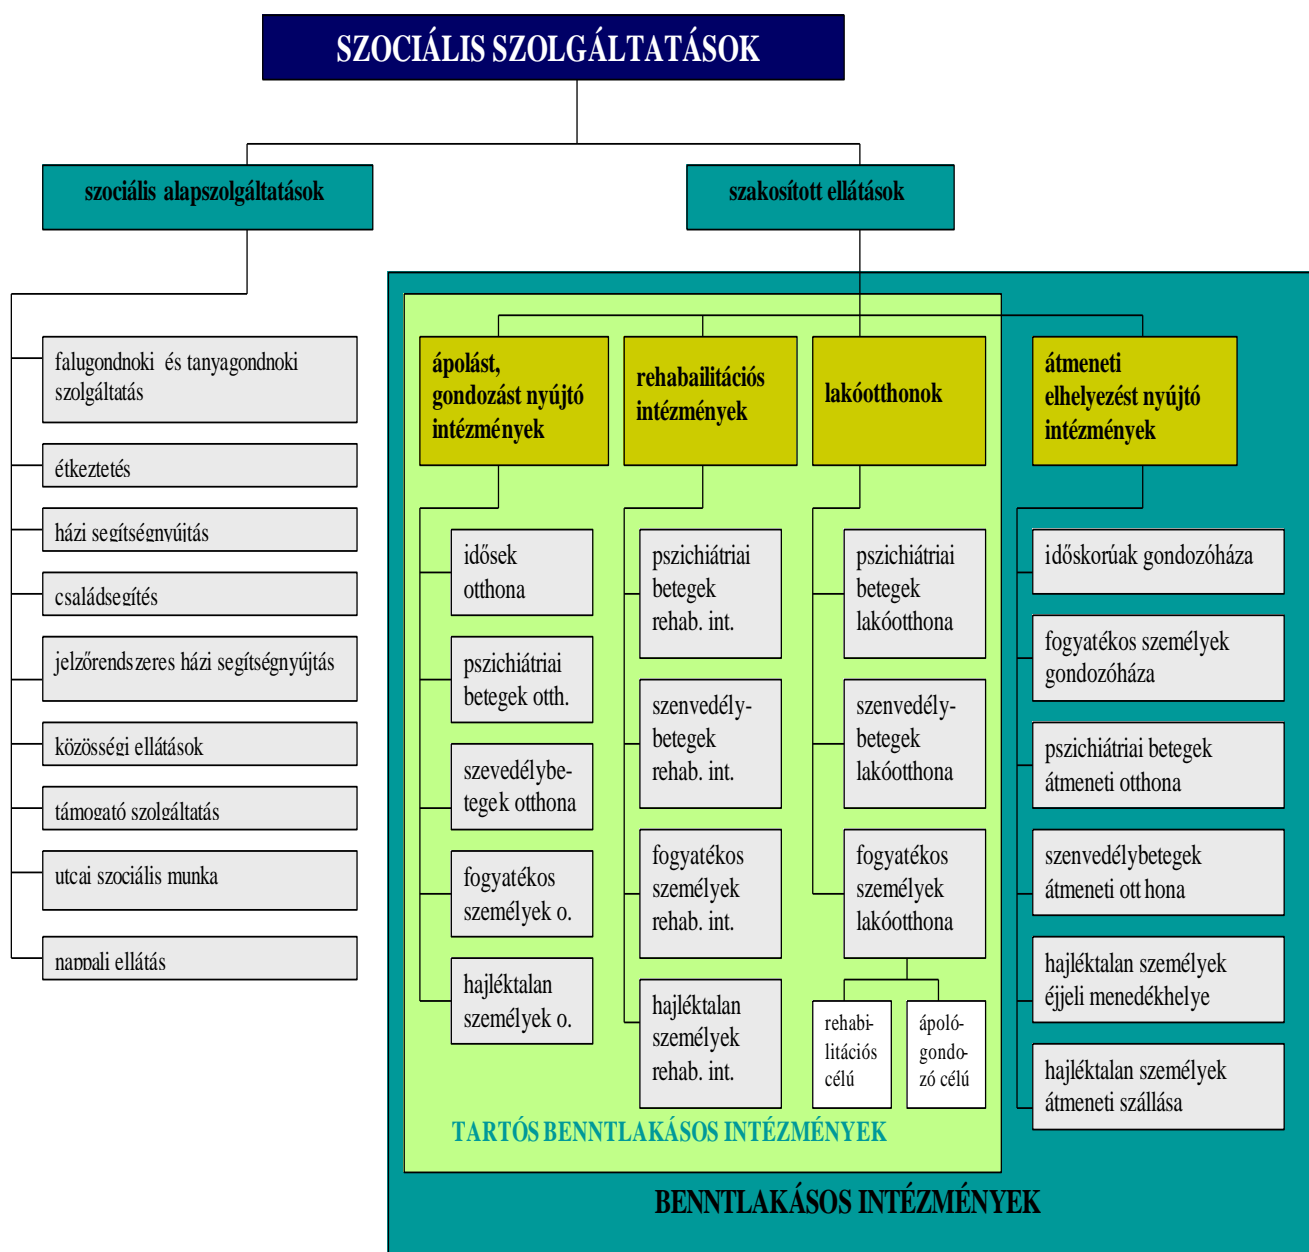 SZOCIÁLIS SZOLGÁLTATÁSOK
szociális alapszolgáltatások
szakosított ellátások
falugondnoki és tanyagondnoki
szolgáltatás
étkeztetés
házi segítségnyújtás
családsegítés
jelzőrendszeres házi segítségnyújtás
közösségi ellátások
támogató szolgáltatás
utcai szociális munka
nappali ellátás
ápolást,
gondozást nyújtó
intézmények
idősek
otthona
pszichiátriai
betegek otth.
szevedélybe-
tegek otthona
fogyatékos
személyek o.
hajléktalan
személyek o.
rehabailitációs
intézmények
pszichiátriai
betegek
rehab. int.
szenvedély-
betegek
rehab. int.
fogyatékos
személyek
rehab. int.
hajléktalan
személyek
rehab. int.
lakóotthonok
pszichiátriai
betegek
lakóotthona
szenvedély-
betegek
lakóotthona
fogyatékos
személyek
lakóotthona
rehabi-
litációs
célú
ápoló-
gondo-
zó célú
átmeneti
elhelyezést nyújtó
intézmények
időskorúak gondozóháza
fogyatékos személyek
gondozóháza
pszichiátriai betegek
átmeneti otthona
szenvedélybetegek
átmeneti ott hona
hajléktalan személyek
éjjeli menedékhelye
hajléktalan személyek
átmeneti szállása
TARTÓS BENNTLAKÁSOS INTÉZMÉNYEK
BENNTLAKÁSOS INTÉZMÉNYEK